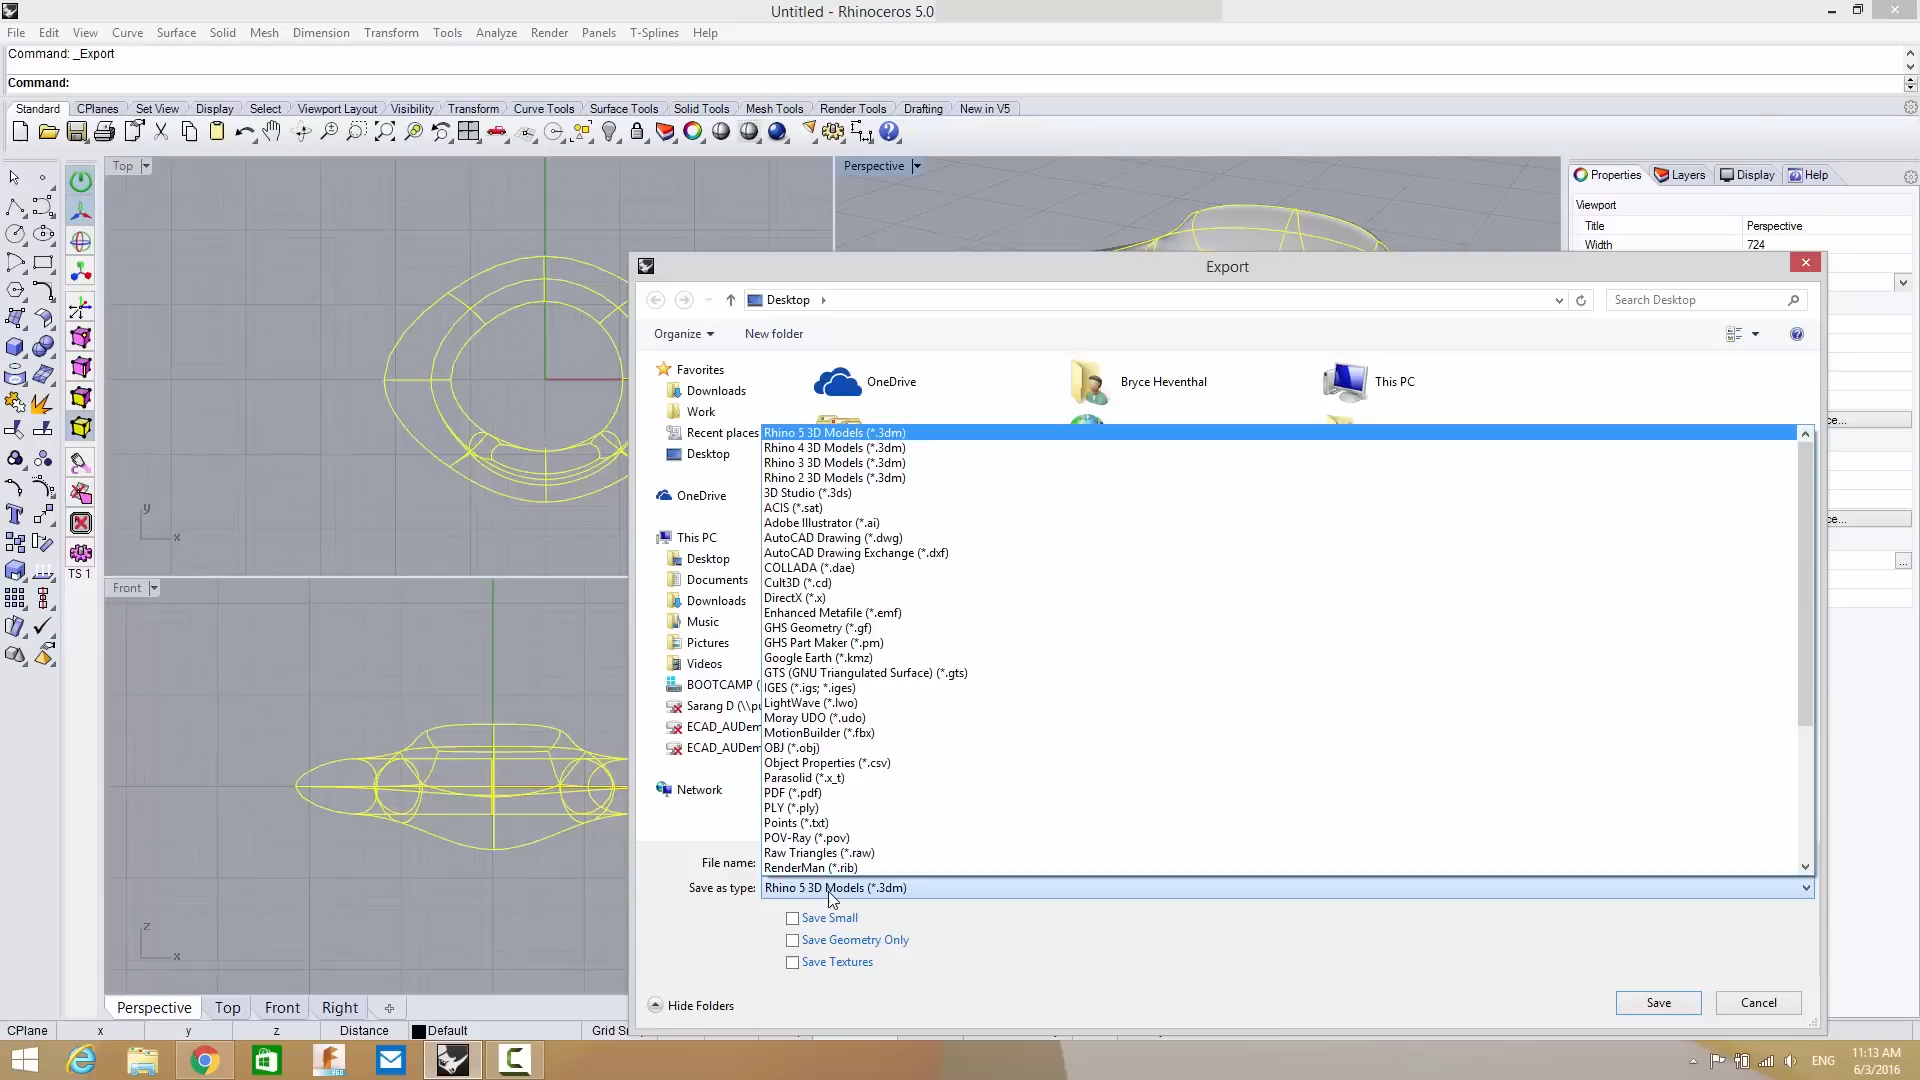 Untitled - Rhinoceros 5.0
File Edit View Curve Surface Solid Mesh Dimension Transform Tools Analyze Render Panels T-Splines Help
Command: _Export
Command:
Standard CPlanes Set View Display Select Viewport Layout Visibility Transform Curve Tools Surface Tools Solid Tools Mesh Tools Render Tools Drafting New in V5
Top
Perspective
Properties Layers Display Help
Viewport
Title Perspective
Width 724
Export
Desktop
Search Desktop
Organize New folder
Favorites
Downloads
Work
Recent places
Desktop
OneDrive
This PC
Desktop
Documents
Downloads
Music
Pictures
Videos
BOOTCAMP (
Sarang D (\\pu
ECAD_AUDem
ECAD_AUDem
Network
OneDrive
Bryce Heventhal
This PC
Rhino 5 3D Models (*.3dm)
Rhino 4 3D Models (*.3dm)
Rhino 3 3D Models (*.3dm)
Rhino 2 3D Models (*.3dm)
3D Studio (*.3ds)
ACIS (*.sat)
Adobe Illustrator (*.ai)
AutoCAD Drawing (*.dwg)
AutoCAD Drawing Exchange (*.dxf)
COLLADA (*.dae)
Cult3D (*.cd)
DirectX (*.x)
Enhanced Metafile (*.emf)
GHS Geometry (*.gf)
GHS Part Maker (*.pm)
Google Earth (*.kmz)
GTS (GNU Triangulated Surface) (*.gts)
IGES (*.igs; *.iges)
LightWave (*.lwo)
Moray UDO (*.udo)
MotionBuilder (*.fbx)
OBJ (*.obj)
Object Properties (*.csv)
Parasolid (*.x_t)
PDF (*.pdf)
PLY (*.ply)
Points (*.txt)
POV-Ray (*.pov)
Raw Triangles (*.raw)
RenderMan (*.rib)
File name:
Save as type: Rhino 5 3D Models (*.3dm)
Save Small
Save Geometry Only
Save Textures
Hide Folders
Save
Cancel
ce...
ce...
...
TS 1
y
x
Front
z
x
Perspective Top Front Right
CPlane x y z Distance Default Grid Sn
360
ENG
11:13 AM
6/3/2016